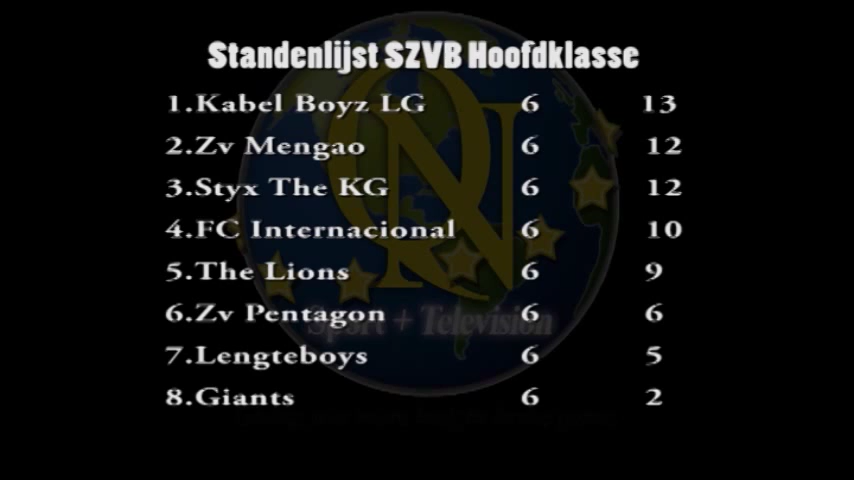 Standenlijst SZVB Hoofdklasse
1.Kabel Boyz LG 6 13
2.Zv Mengao 6 12
3.Styx The KG 6 12
4.FC Internacional 6 10
5.The Lions 6 9
6.Zv Pentagon 6 6
Sport + Television
7.Lengteboys 6 5
8.Giants 6 2